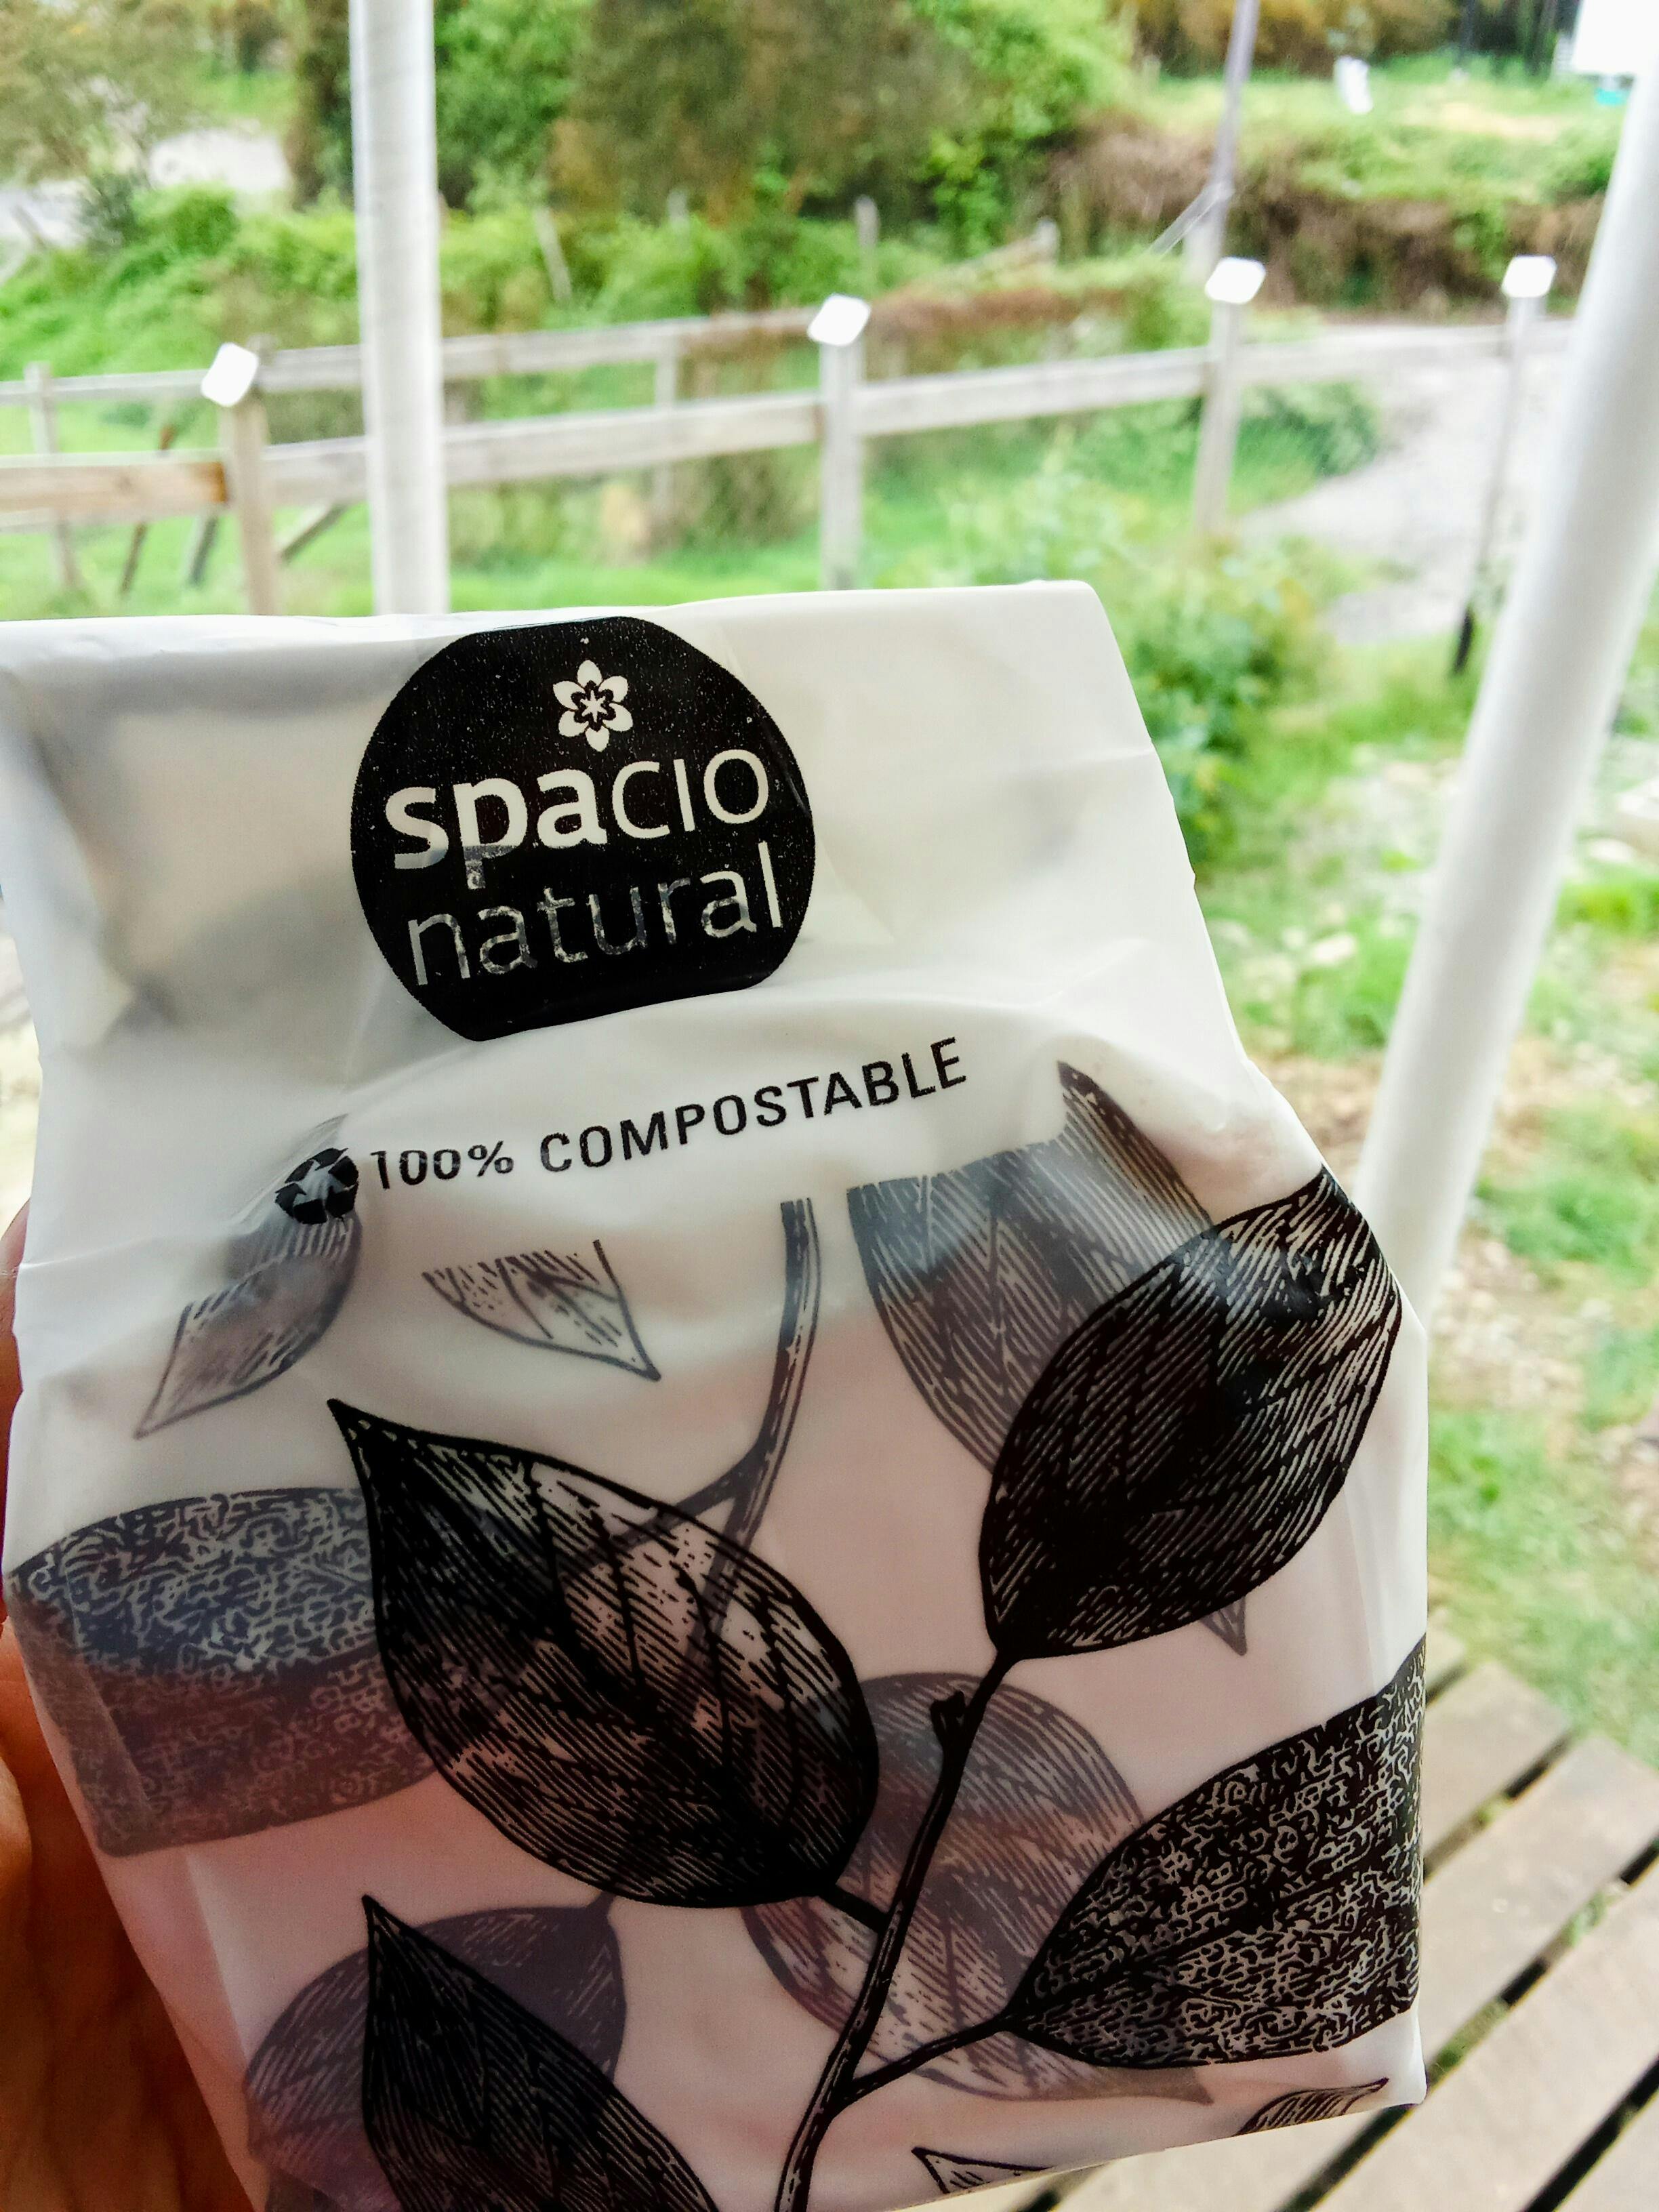 spacio
natural
100% COMPOSTABLE